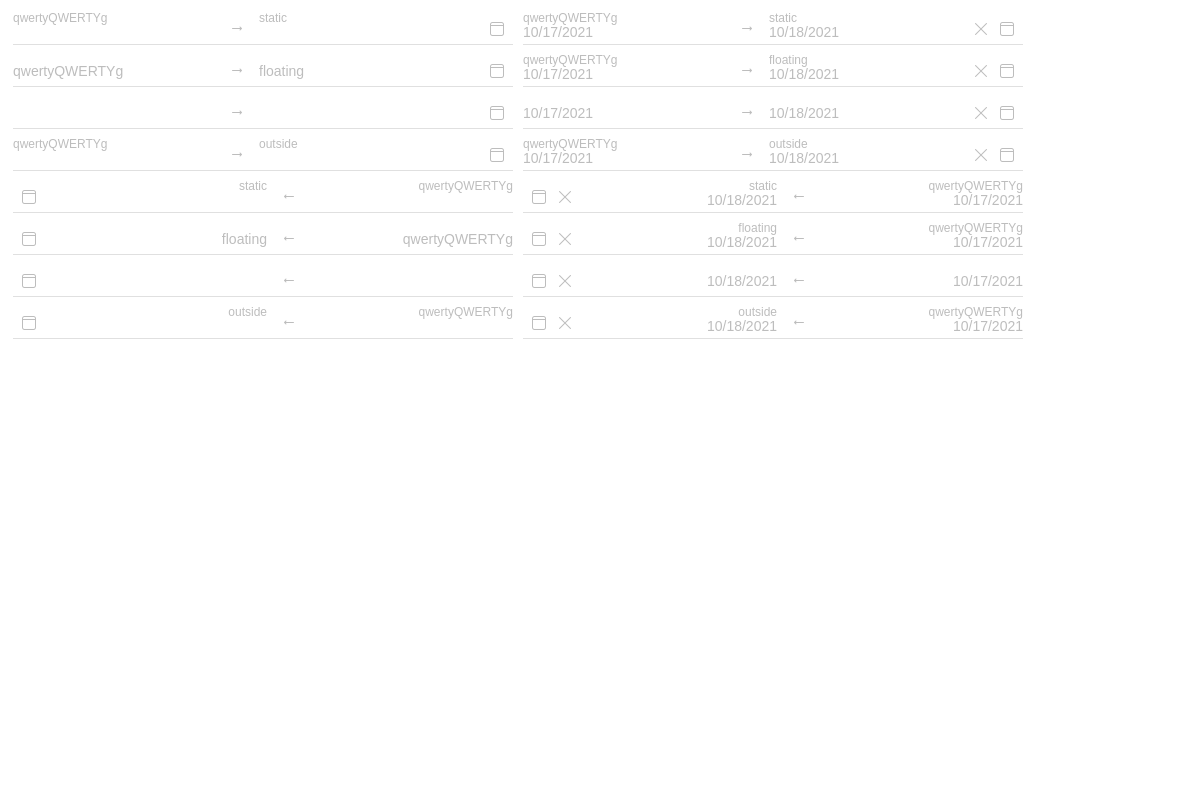 qwertyQWERTYg → static qwertyQWERTYg → static
10/17/2021 10/18/2021
qwertyQWERTYg → floating qwertyQWERTYg → floating
10/17/2021 10/18/2021
→ 10/17/2021 → 10/18/2021
qwertyQWERTYg → outside qwertyQWERTYg → outside
10/17/2021 10/18/2021
static ← qwertyQWERTYg static ← qwertyQWERTYg
10/18/2021 10/17/2021
floating ← qwertyQWERTYg floating ← qwertyQWERTYg
10/18/2021 10/17/2021
← 10/18/2021 ← 10/17/2021
outside ← qwertyQWERTYg outside ← qwertyQWERTYg
10/18/2021 10/17/2021